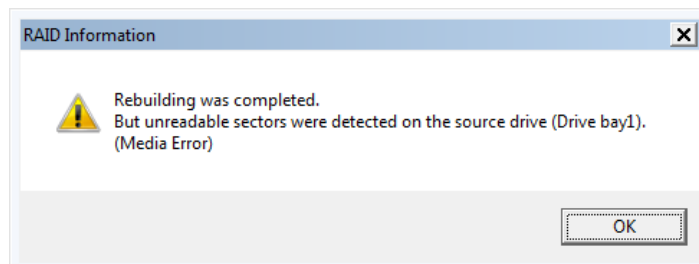 RAID Information
Rebuilding was completed.
But unreadable sectors were detected on the source drive (Drive bay1).
(Media Error)
OK